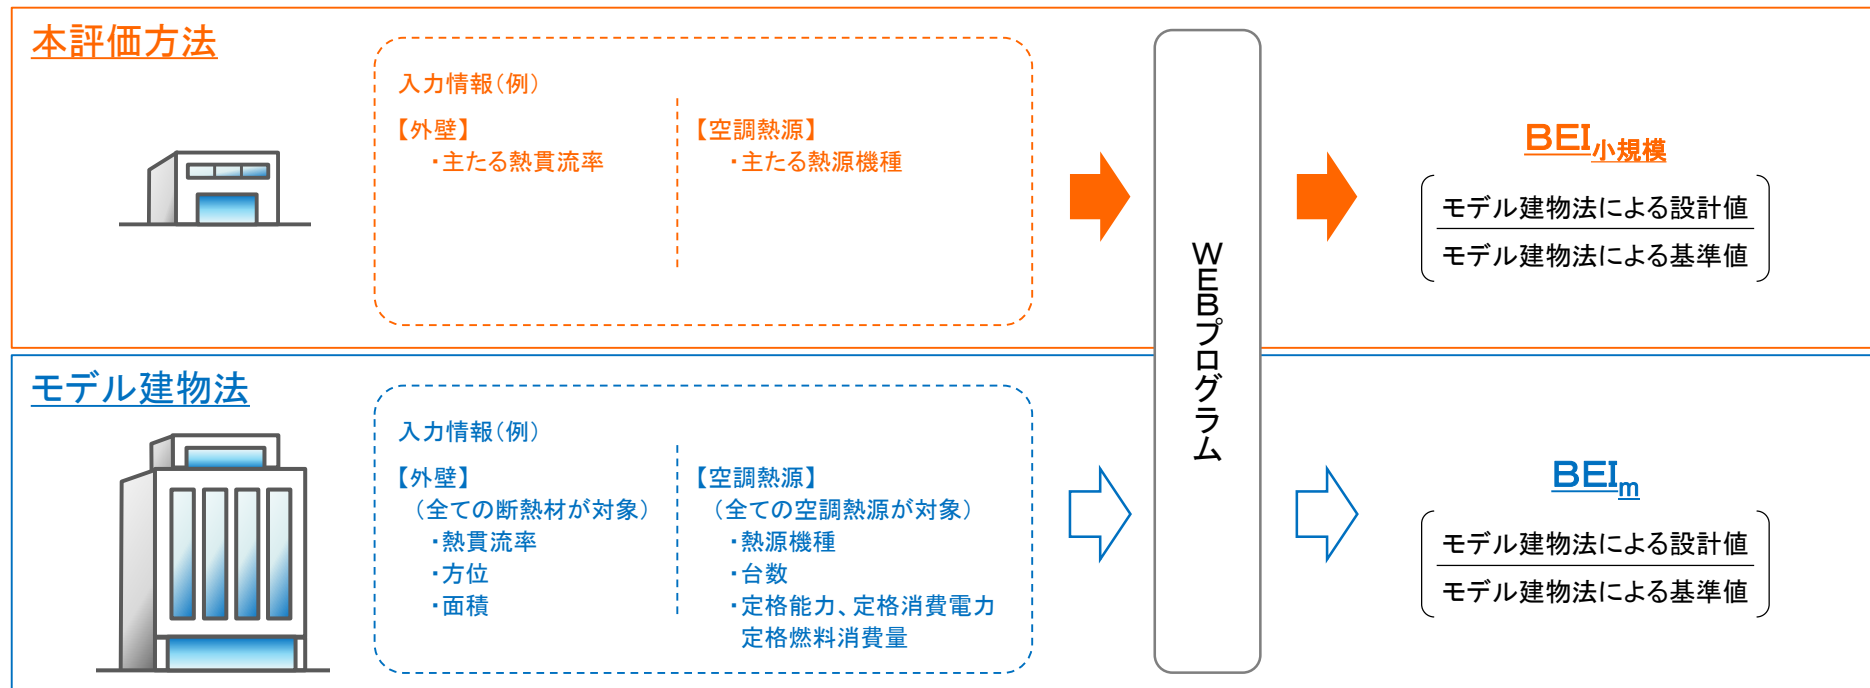 本評価方法
入力情報(例)
【外壁】
・主たる熱貫流率
【空調熱源】
・主たる熱源機種
BEI小規模
モデル建物法による設計値
モデル建物法による基準値
WEBプログラム
モデル建物法
入力情報(例)
【外壁】
(全ての断熱材が対象)
・熱貫流率
・方位
・面積
【空調熱源】
(全ての空調熱源が対象)
・熱源機種
・台数
・定格能力、定格消費電力
定格燃料消費量
BEIm
モデル建物法による設計値
モデル建物法による基準値